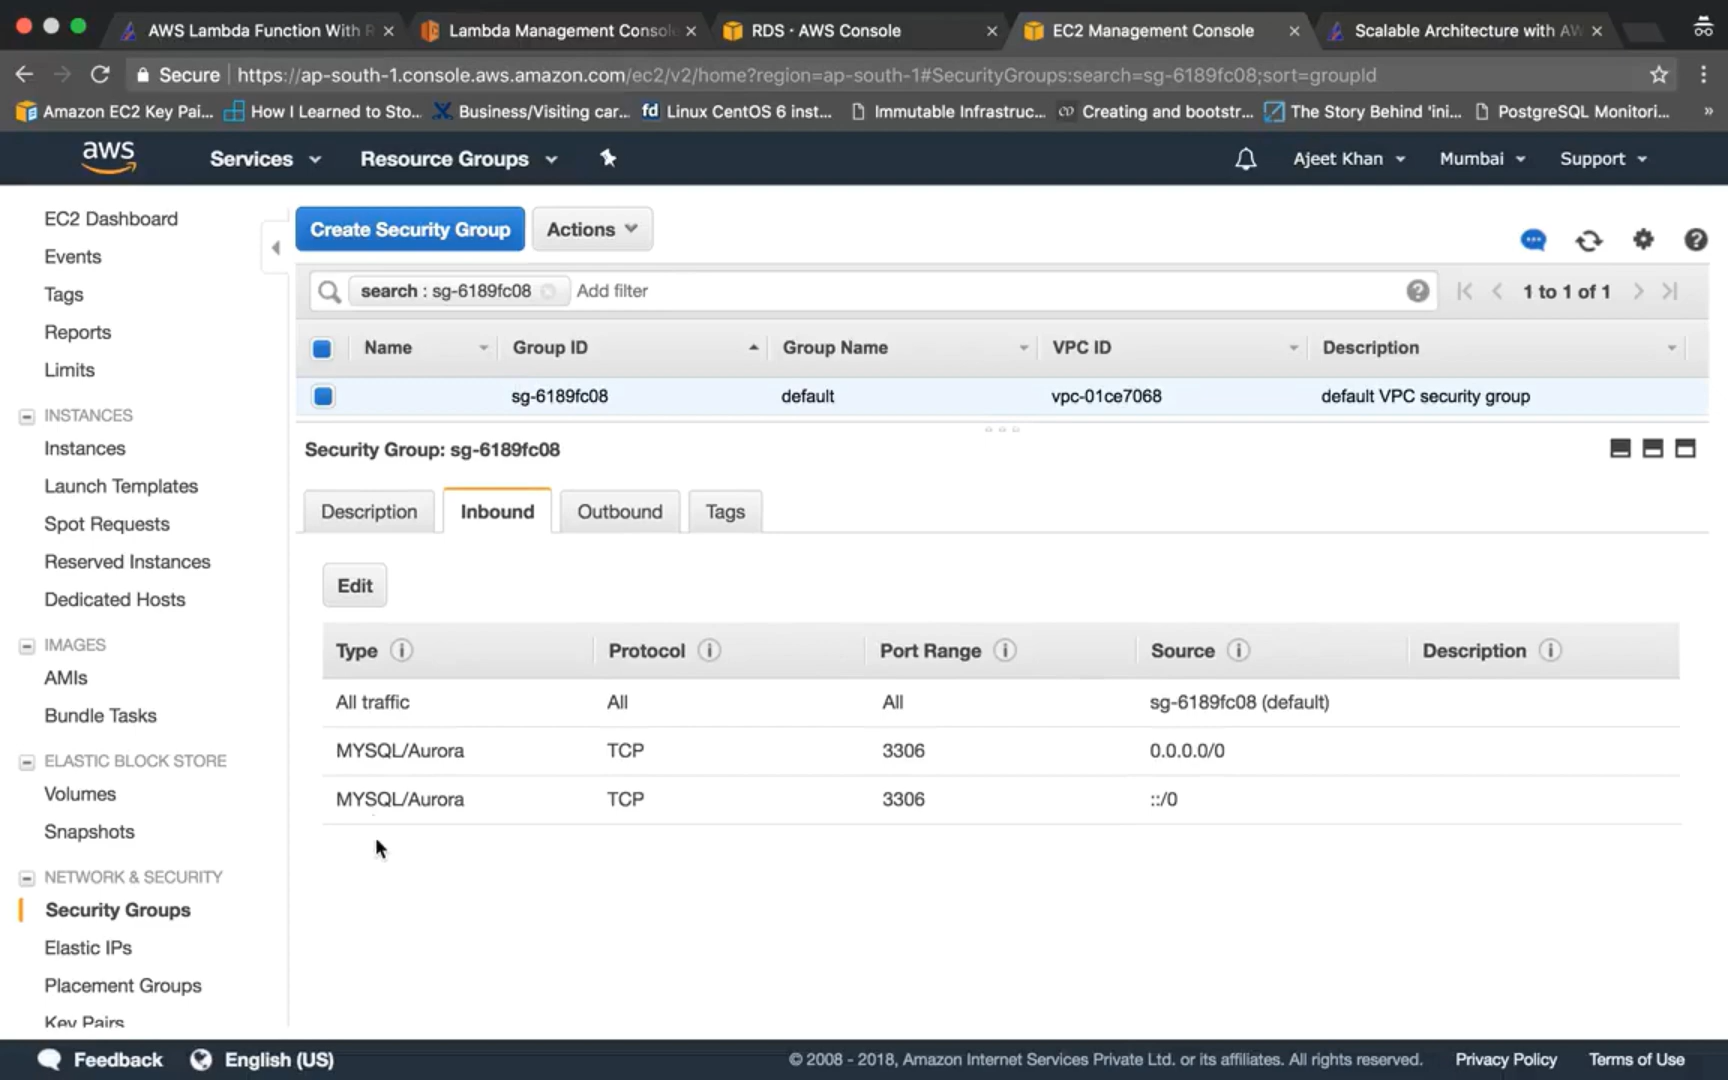 AWS Lambda Function With R
Lambda Management Console
RDS · AWS Console
EC2 Management Console
Scalable Architecture with AW
Secure
https://ap-south-1.console.aws.amazon.com/ec2/v2/home?region=ap-south-1#SecurityGroups:search=sg-6189fc08;sort=groupId
Amazon EC2 Key Pai...
How I Learned to Sto...
Business/Visiting car...
fd Linux CentOS 6 inst...
Immutable Infrastruc...
Creating and bootstr...
The Story Behind 'ini...
PostgreSQL Monitori...
»
aws
Services
Resource Groups
Ajeet Khan
Mumbai
Support
EC2 Dashboard
Events
Tags
Reports
Limits
INSTANCES
Instances
Launch Templates
Spot Requests
Reserved Instances
Dedicated Hosts
IMAGES
AMIs
Bundle Tasks
ELASTIC BLOCK STORE
Volumes
Snapshots
NETWORK & SECURITY
Security Groups
Elastic IPs
Placement Groups
Key Pairs
Create Security Group
Actions
search : sg-6189fc08
Add filter
1 to 1 of 1
Name Group ID Group Name VPC ID Description
sg-6189fc08 default vpc-01ce7068 default VPC security group
Security Group: sg-6189fc08
Description Inbound Outbound Tags
Edit
Type Protocol Port Range Source Description
All traffic All All sg-6189fc08 (default)
MYSQL/Aurora TCP 3306 0.0.0.0/0
MYSQL/Aurora TCP 3306 ::/0
Feedback
English (US)
© 2008 - 2018, Amazon Internet Services Private Ltd. or its affiliates. All rights reserved.
Privacy Policy
Terms of Use